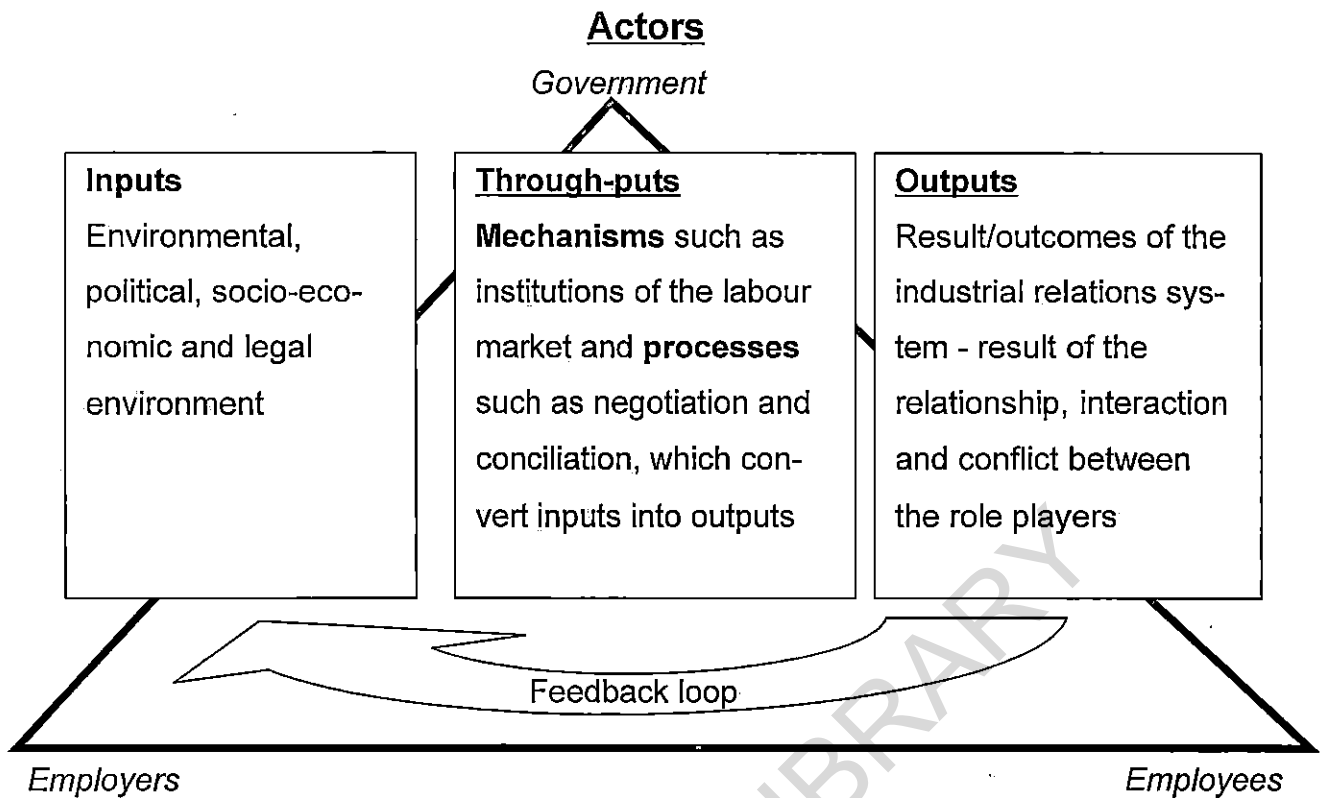 Actors
Government
Inputs
Environmental,
political, socio-eco-
nomic and legal
environment
Through-puts
Mechanisms such as
institutions of the labour
market and processes
such as negotiation and
conciliation, which con-
vert inputs into outputs
Outputs
Result/outcomes of the
industrial relations sys-
tem - result of the
relationship, interaction
and conflict between
the role players
Feedback loop
Employers
Employees